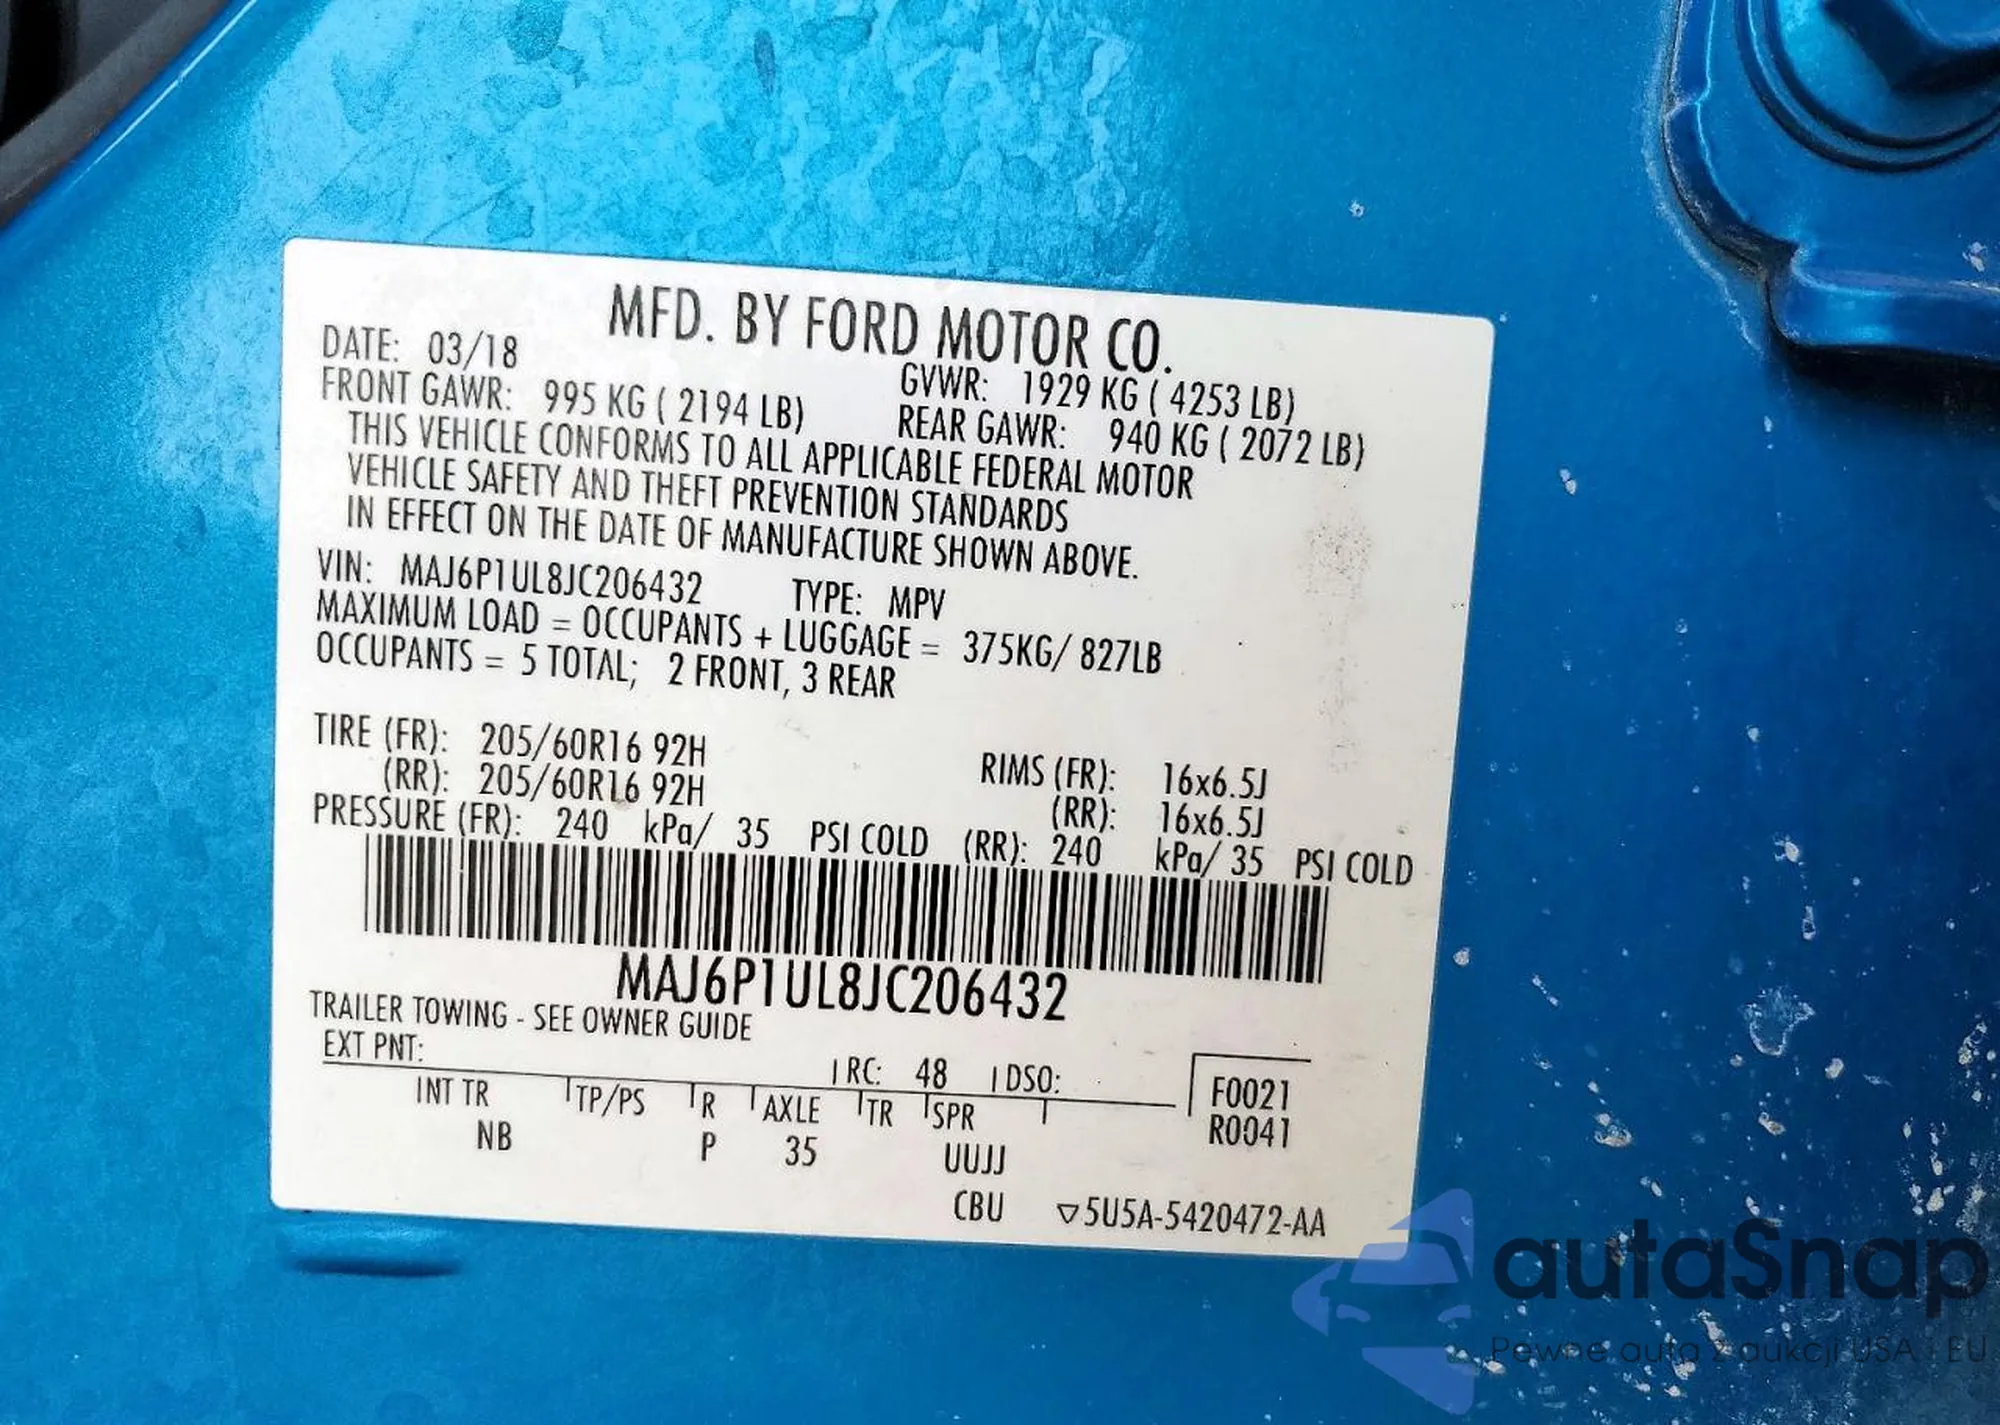 MFD. BY FORD MOTOR CO.
DATE: 03/18 GVWR: 1929 KG ( 4253 LB)
FRONT GAWR: 995 KG ( 2194 LB) REAR GAWR: 940 KG ( 2072 LB)
THIS VEHICLE CONFORMS TO ALL APPLICABLE FEDERAL MOTOR
VEHICLE SAFETY AND THEFT PREVENTION STANDARDS
IN EFFECT ON THE DATE OF MANUFACTURE SHOWN ABOVE.
VIN: MAJ6P1UL8JC206432 TYPE: MPV
MAXIMUM LOAD = OCCUPANTS + LUGGAGE = 375KG/ 827LB
OCCUPANTS = 5 TOTAL; 2 FRONT, 3 REAR
TIRE (FR): 205/60R16 92H RIMS (FR): 16x6.5J
(RR): 205/60R16 92H (RR): 16x6.5J
PRESSURE (FR): 240 kPa/ 35 PSI COLD (RR): 240 kPa/ 35 PSI COLD
MAJ6P1UL8JC206432
TRAILER TOWING - SEE OWNER GUIDE
EXT PNT: RC: 48 DSO: F0021
INT TR TP/PS R AXLE TR SPR R0041
NB P 35 UUJJ
CBU ▽5U5A-5420472-AA
autaSnap
Pewne auta z aukcji USA i EU